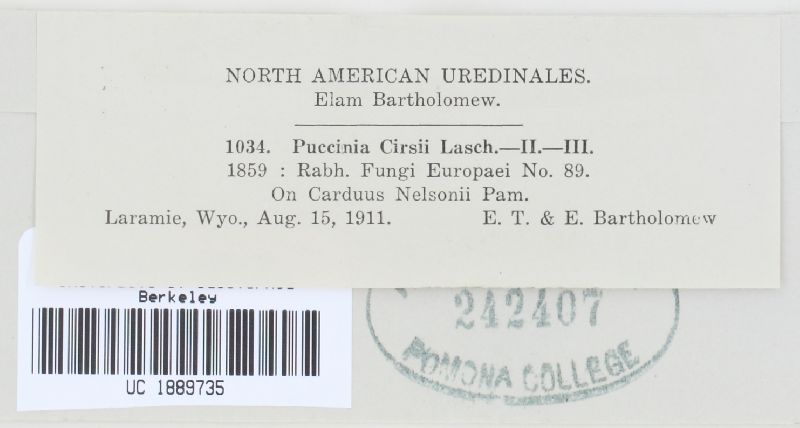 NORTH AMERICAN UREDINALES.
Elam Bartholomew.
1034. Puccinia Cirsii Lasch.—II.—III.
1859 : Rabh. Fungi Europaei No. 89.
On Carduus Nelsonii Pam.
Laramie, Wyo., Aug. 15, 1911. E. T. & E. Bartholomew
Berkeley
UC 1889735
242407
POMONA COLLEGE